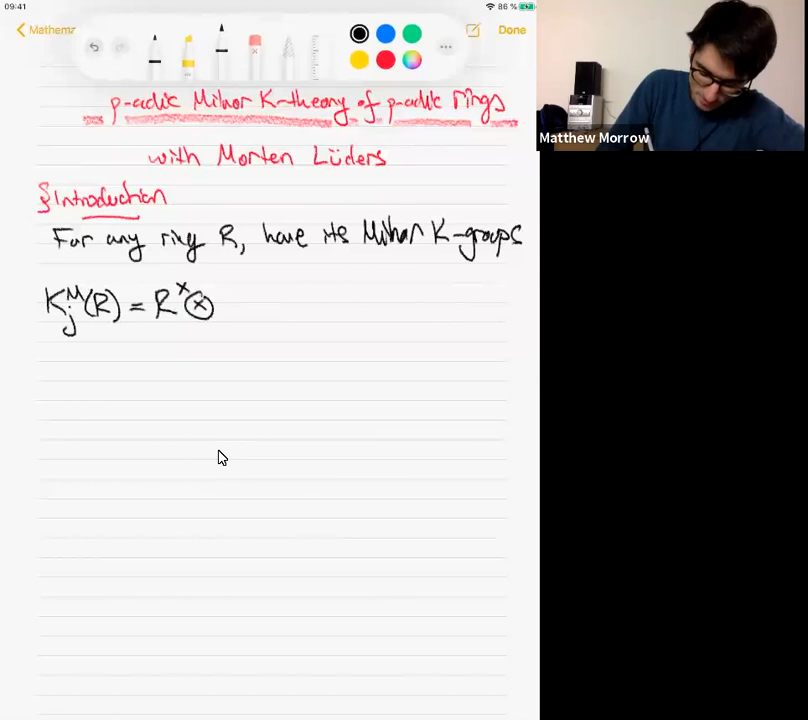 09:41
86 %
Mathema
Done
p-adic Milnor K-theory of p-adic rings
with Morten Lüders
§Introduction
For any ring R, have its Milnor K-groups
K_j^M(R) = R^× ⊗
Matthew Morrow